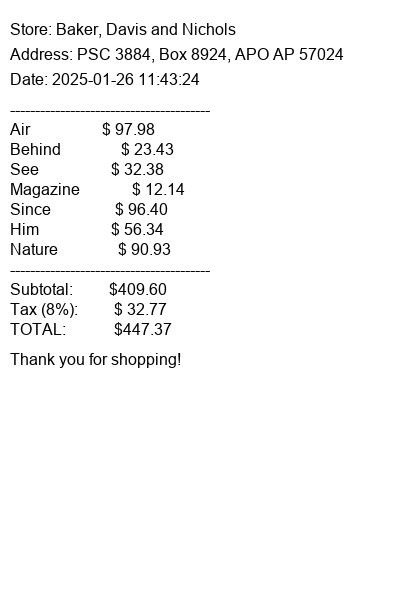 Store: Baker, Davis and Nichols
Address: PSC 3884, Box 8924, APO AP 57024
Date: 2025-01-26 11:43:24
----------------------------------------
Air $ 97.98
Behind $ 23.43
See $ 32.38
Magazine $ 12.14
Since $ 96.40
Him $ 56.34
Nature $ 90.93
----------------------------------------
Subtotal: $409.60
Tax (8%): $ 32.77
TOTAL: $447.37
Thank you for shopping!